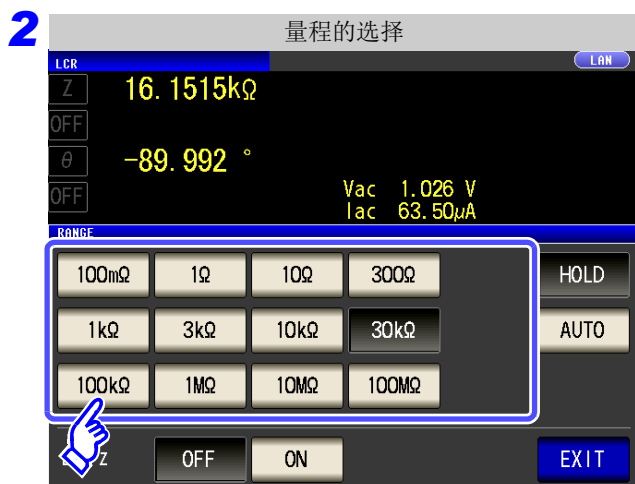 2
量程的选择
LCR LAN
Z 16.1515kΩ
OFF
θ -89.992 °
OFF
Vac 1.026 V
Iac 63.50μA
RANGE
100mΩ 1Ω 10Ω 300Ω HOLD
1kΩ 3kΩ 10kΩ 30kΩ AUTO
100kΩ 1MΩ 10MΩ 100MΩ
Z OFF ON EXIT